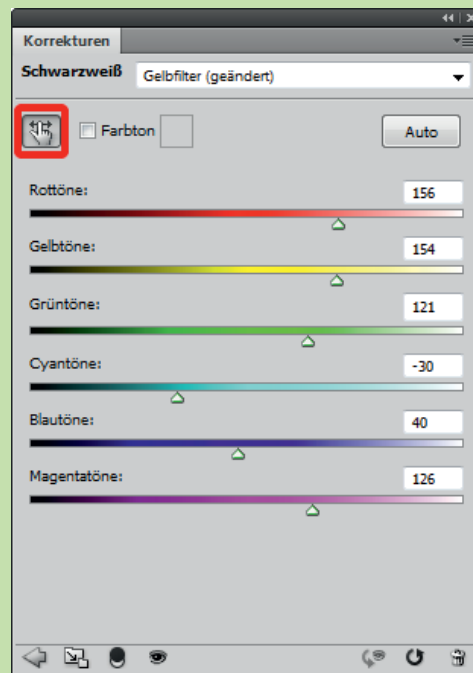 Korrekturen
Schwarzweiß Gelbfilter (geändert)
Farbton Auto
Rottöne: 156
Gelbtöne: 154
Grüntöne: 121
Cyantöne: -30
Blautöne: 40
Magentatöne: 126